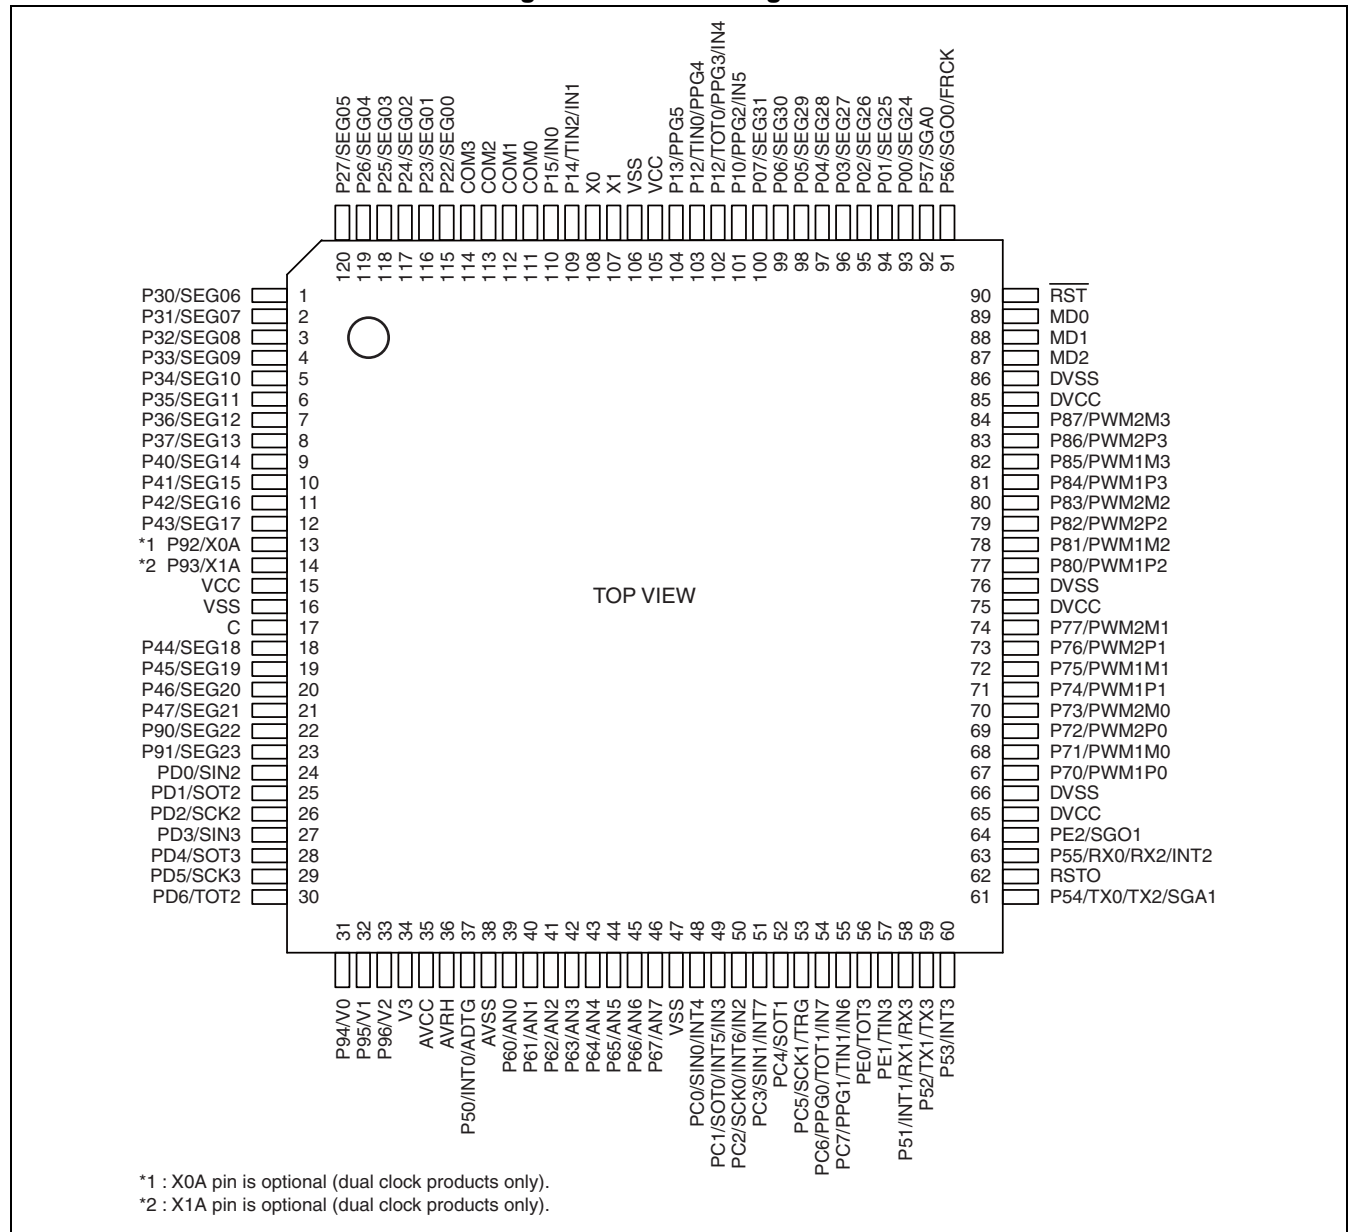 P27/SEG05
P26/SEG04
P25/SEG03
P24/SEG02
P23/SEG01
P22/SEG00
COM3
COM2
COM1
COM0
P15/IN0
P14/TIN2/IN1
X0
X1
VSS
VCC
P13/PPG5
P12/TIN0/PPG4
P12/TOT0/PPG3/IN4
P10/PPG2/IN5
P07/SEG31
P06/SEG30
P05/SEG29
P04/SEG28
P03/SEG27
P02/SEG26
P01/SEG25
P00/SEG24
P57/SGA0
P56/SGO0/FRCK
120
119
118
117
116
115
114
113
112
111
110
109
108
107
106
105
104
103
102
101
100
99
98
97
96
95
94
93
92
91
P30/SEG06 1
P31/SEG07 2
P32/SEG08 3
P33/SEG09 4
P34/SEG10 5
P35/SEG11 6
P36/SEG12 7
P37/SEG13 8
P40/SEG14 9
P41/SEG15 10
P42/SEG16 11
P43/SEG17 12
*1 P92/X0A 13
*2 P93/X1A 14
VCC 15
VSS 16
C 17
P44/SEG18 18
P45/SEG19 19
P46/SEG20 20
P47/SEG21 21
P90/SEG22 22
P91/SEG23 23
PD0/SIN2 24
PD1/SOT2 25
PD2/SCK2 26
PD3/SIN3 27
PD4/SOT3 28
PD5/SCK3 29
PD6/TOT2 30
TOP VIEW
90 RST
89 MD0
88 MD1
87 MD2
86 DVSS
85 DVCC
84 P87/PWM2M3
83 P86/PWM2P3
82 P85/PWM1M3
81 P84/PWM1P3
80 P83/PWM2M2
79 P82/PWM2P2
78 P81/PWM1M2
77 P80/PWM1P2
76 DVSS
75 DVCC
74 P77/PWM2M1
73 P76/PWM2P1
72 P75/PWM1M1
71 P74/PWM1P1
70 P73/PWM2M0
69 P72/PWM2P0
68 P71/PWM1M0
67 P70/PWM1P0
66 DVSS
65 DVCC
64 PE2/SGO1
63 P55/RX0/RX2/INT2
62 RSTO
61 P54/TX0/TX2/SGA1
31
32
33
34
35
36
37
38
39
40
41
42
43
44
45
46
47
48
49
50
51
52
53
54
55
56
57
58
59
60
P94/V0
P95/V1
P96/V2
V3
AVCC
AVRH
P50/INT0/ADTG
AVSS
P60/AN0
P61/AN1
P62/AN2
P63/AN3
P64/AN4
P65/AN5
P66/AN6
P67/AN7
VSS
PC0/SIN0/INT4
PC1/SOT0/INT5/IN3
PC2/SCK0/INT6/IN2
PC3/SIN1/INT7
PC4/SOT1
PC5/SCK1/TRG
PC6/PPG0/TOT1/IN7
PC7/PPG1/TIN1/IN6
PE0/TOT3
PE1/TIN3
P51/INT1/RX1/RX3
P52/TX1/TX3
P53/INT3
*1 : X0A pin is optional (dual clock products only).
*2 : X1A pin is optional (dual clock products only).